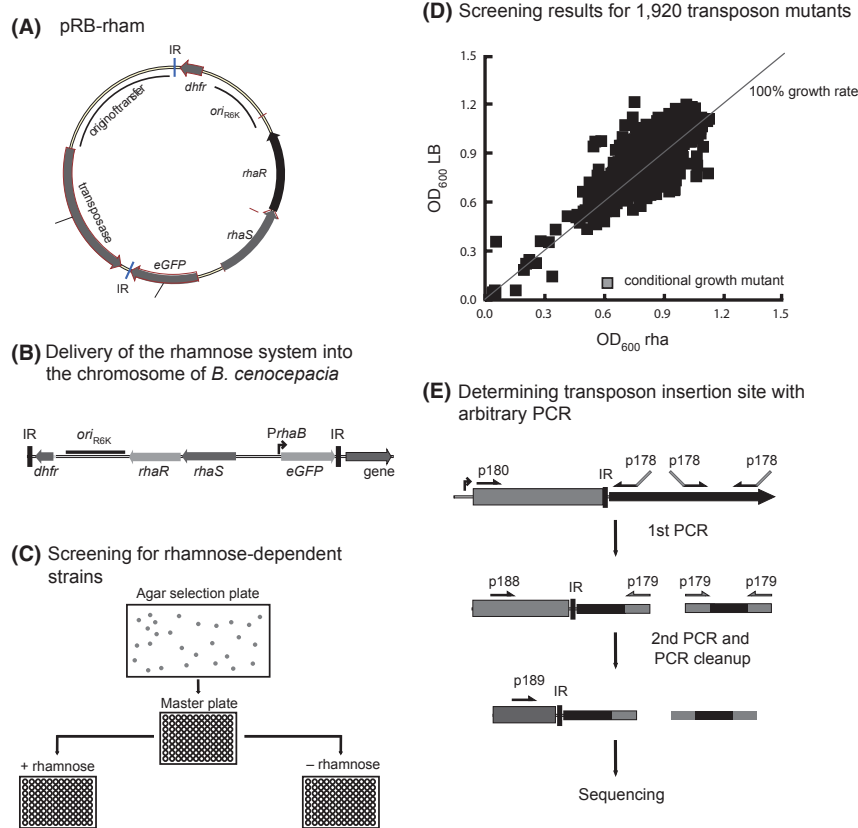 (A) pRB-rham
IR
dhfr
origin of transfer
oriR6K
rhaR
rhaS
transposase
eGFP
IR
(B) Delivery of the rhamnose system into
the chromosome of B. cenocepacia
IR
oriR6K
PrhaB
IR
dhfr
rhaR
rhaS
eGFP
gene
(C) Screening for rhamnose-dependent
strains
Agar selection plate
Master plate
+ rhamnose
– rhamnose
(D) Screening results for 1,920 transposon mutants
1.5
1.2
0.9
0.6
0.3
0.0
OD600 LB
100% growth rate
conditional growth mutant
0.0 0.3 0.6 0.9 1.2 1.5
OD600 rha
(E) Determining transposon insertion site with
arbitrary PCR
p180
IR
p178 p178 p178
1st PCR
p188
IR
p179 p179 p179
2nd PCR and
PCR cleanup
p189
IR
Sequencing